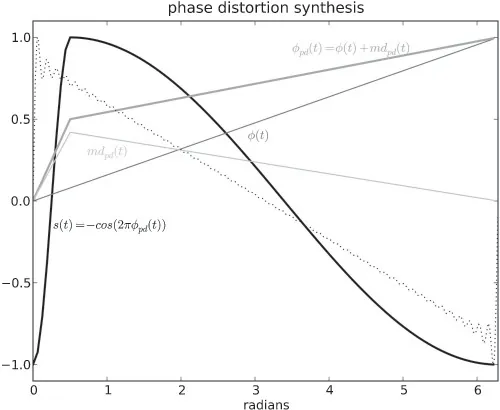 phase distortion synthesis
1.0
ϕpd(t)=ϕ(t)+mdpd(t)
0.5
ϕ(t)
mdpd(t)
0.0
s(t)=−cos(2πϕpd(t))
−0.5
−1.0
0 1 2 3 4 5 6
radians